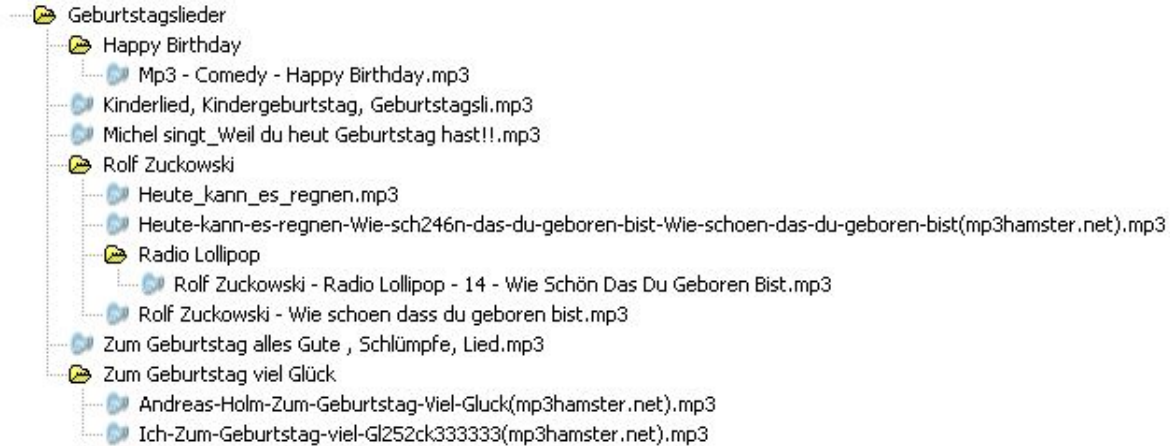 Geburtstagslieder
Happy Birthday
Mp3 - Comedy - Happy Birthday.mp3
Kinderlied, Kindergeburtstag, Geburtstagsli.mp3
Michel singt_Weil du heut Geburtstag hast!!.mp3
Rolf Zuckowski
Heute_kann_es_regnen.mp3
Heute-kann-es-regnen-Wie-sch246n-das-du-geboren-bist-Wie-schoen-das-du-geboren-bist(mp3hamster.net).mp3
Radio Lollipop
Rolf Zuckowski - Radio Lollipop - 14 - Wie Schön Das Du Geboren Bist.mp3
Rolf Zuckowski - Wie schoen dass du geboren bist.mp3
Zum Geburtstag alles Gute , Schlümpfe, Lied.mp3
Zum Geburtstag viel Glück
Andreas-Holm-Zum-Geburtstag-Viel-Gluck(mp3hamster.net).mp3
Ich-Zum-Geburtstag-viel-Gl252ck333333(mp3hamster.net).mp3